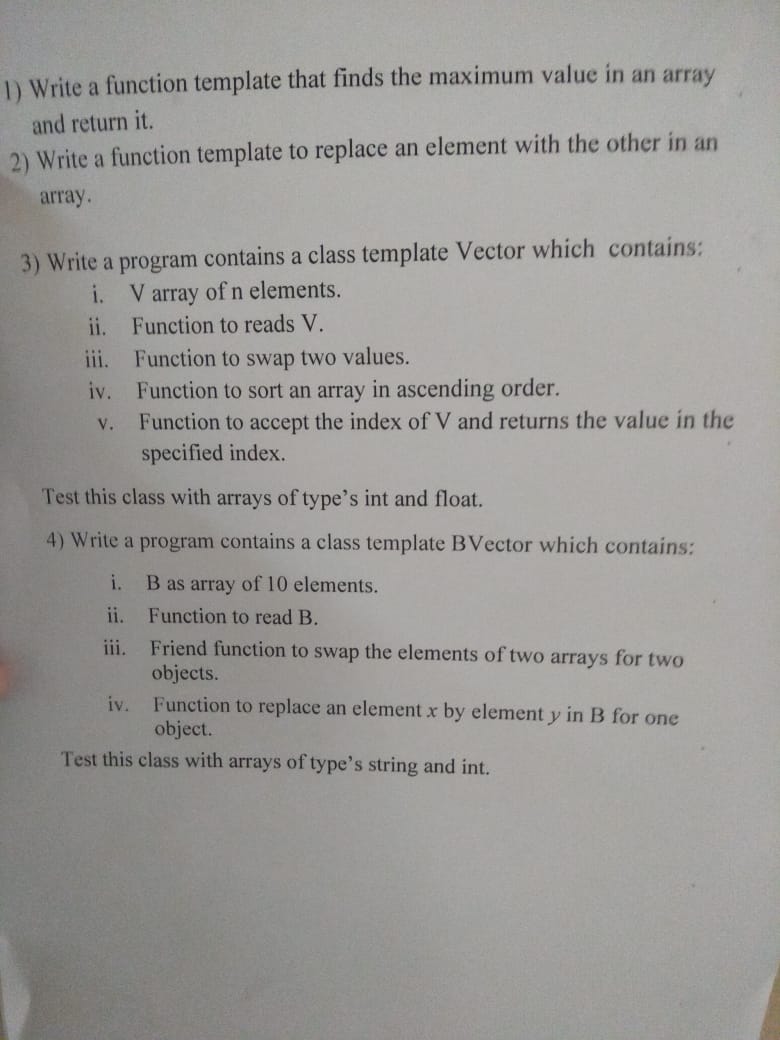 1) Write a function template that finds the maximum value in an array
and return it.
2) Write a function template to replace an element with the other in an
array.
3) Write a program contains a class template Vector which contains:
i. V array of n elements.
ii. Function to reads V.
iii. Function to swap two values.
iv. Function to sort an array in ascending order.
v. Function to accept the index of V and returns the value in the
specified index.
Test this class with arrays of type's int and float.
4) Write a program contains a class template BVector which contains:
i. B as array of 10 elements.
ii. Function to read B.
iii. Friend function to swap the elements of two arrays for two
objects.
iv. Function to replace an element x by element y in B for one
object.
Test this class with arrays of type's string and int.